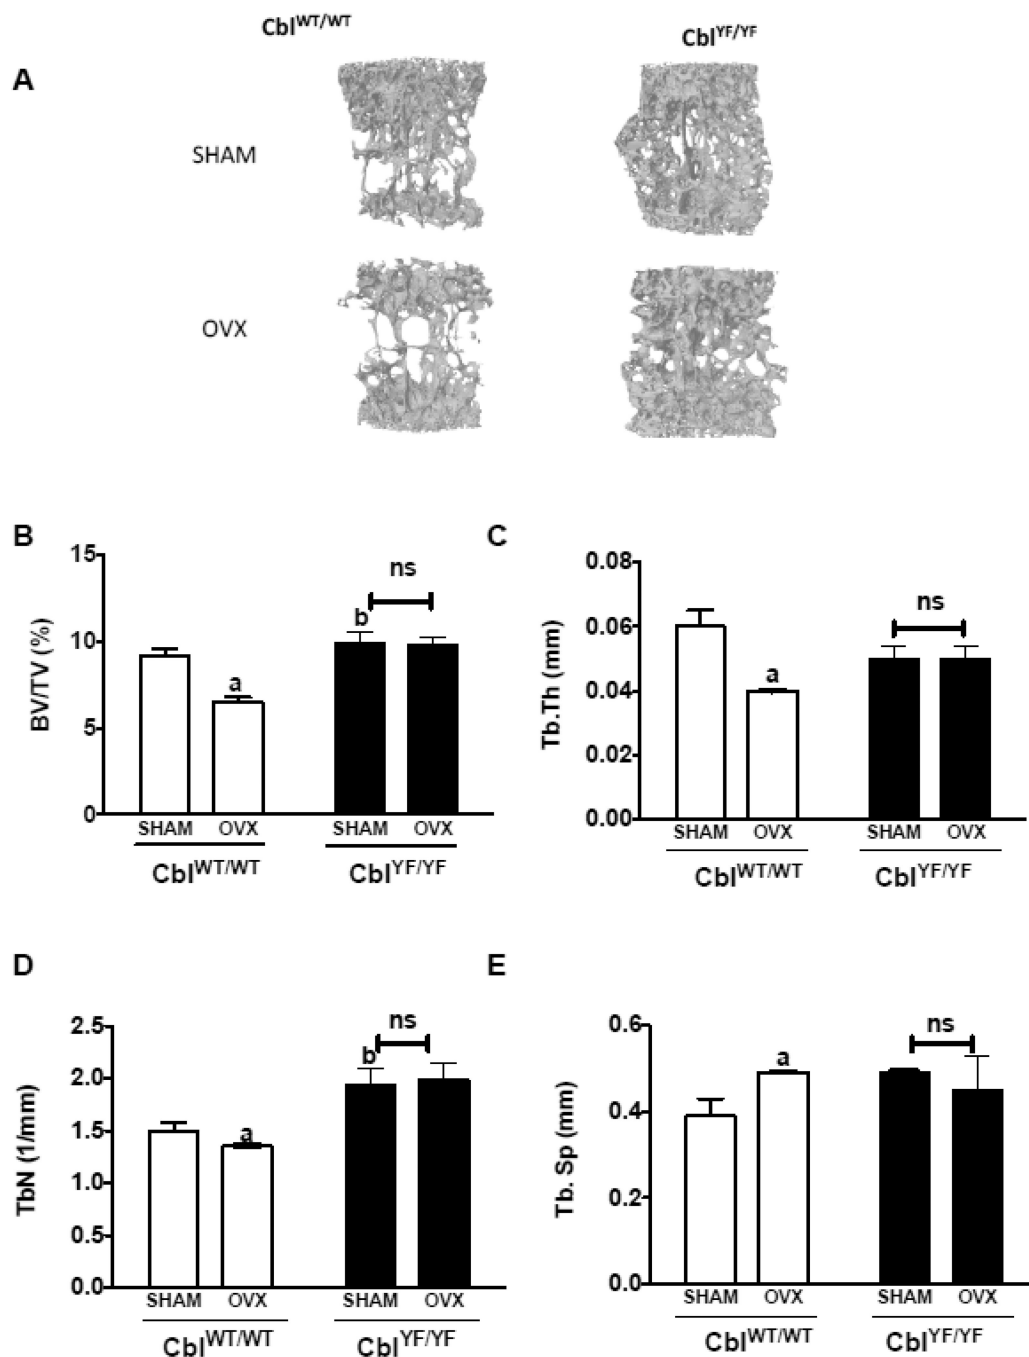 Cbl^WT/WT
Cbl^YF/YF
A
SHAM
OVX
B
BV/TV (%)
15
10
5
0
a
b
ns
SHAM OVX SHAM OVX
Cbl^WT/WT Cbl^YF/YF
C
Tb.Th (mm)
0.08
0.06
0.04
0.02
0.00
a
ns
SHAM OVX SHAM OVX
Cbl^WT/WT Cbl^YF/YF
D
TbN (1/mm)
2.5
2.0
1.5
1.0
0.5
0.0
a
b
ns
SHAM OVX SHAM OVX
Cbl^WT/WT Cbl^YF/YF
E
Tb. Sp (mm)
0.6
0.4
0.2
0.0
a
ns
SHAM OVX SHAM OVX
Cbl^WT/WT Cbl^YF/YF